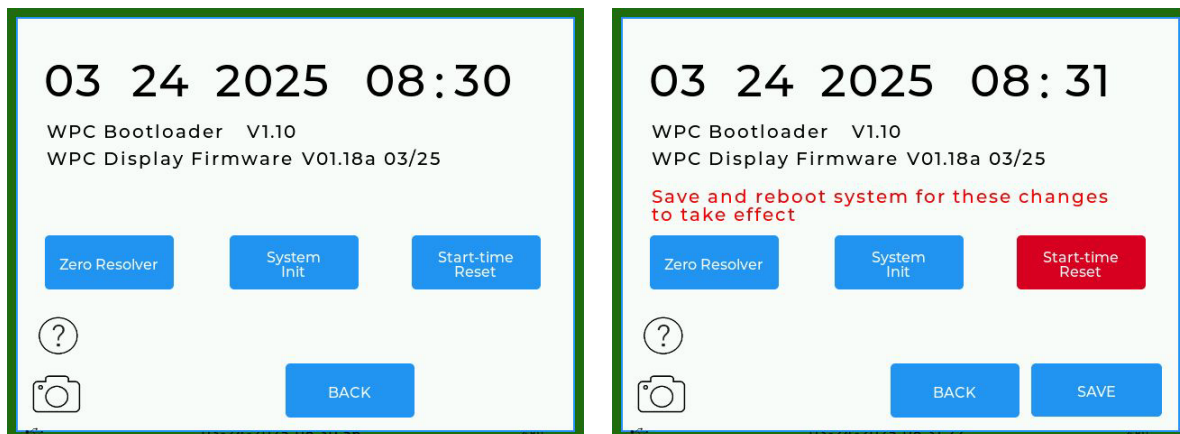 03 24 2025 08:30
WPC Bootloader V1.10
WPC Display Firmware V01.18a 03/25
Zero Resolver
System
Init
Start-time
Reset
?
BACK
03 24 2025 08:31
WPC Bootloader V1.10
WPC Display Firmware V01.18a 03/25
Save and reboot system for these changes
to take effect
Zero Resolver
System
Init
Start-time
Reset
?
BACK
SAVE